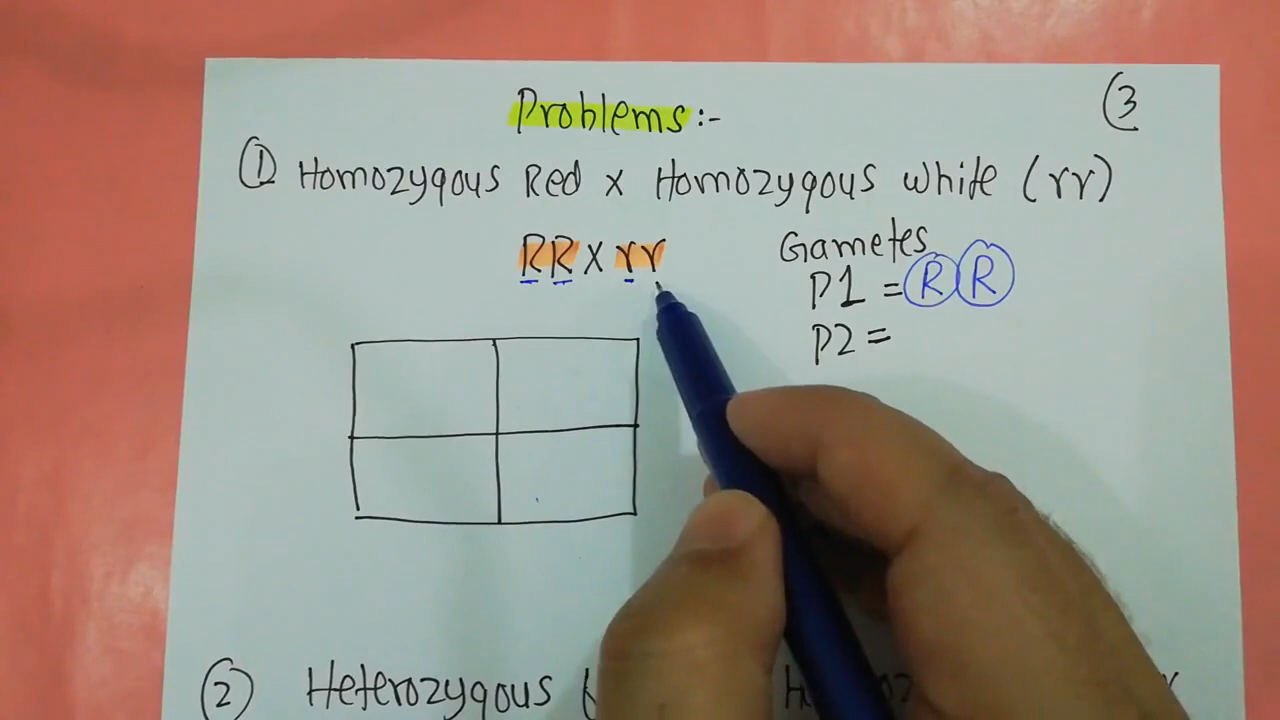 Problems:-
(3
① Homozygous Red x Homozygous white (rr)
RR x rr
Gametes
P1 = R R
P2 =
② Heterozygous